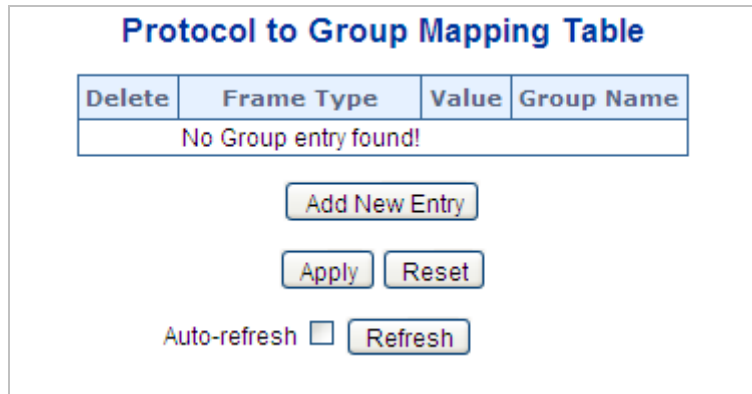 Protocol to Group Mapping Table
Delete Frame Type Value Group Name
No Group entry found!
Add New Entry
Apply Reset
Auto-refresh Refresh